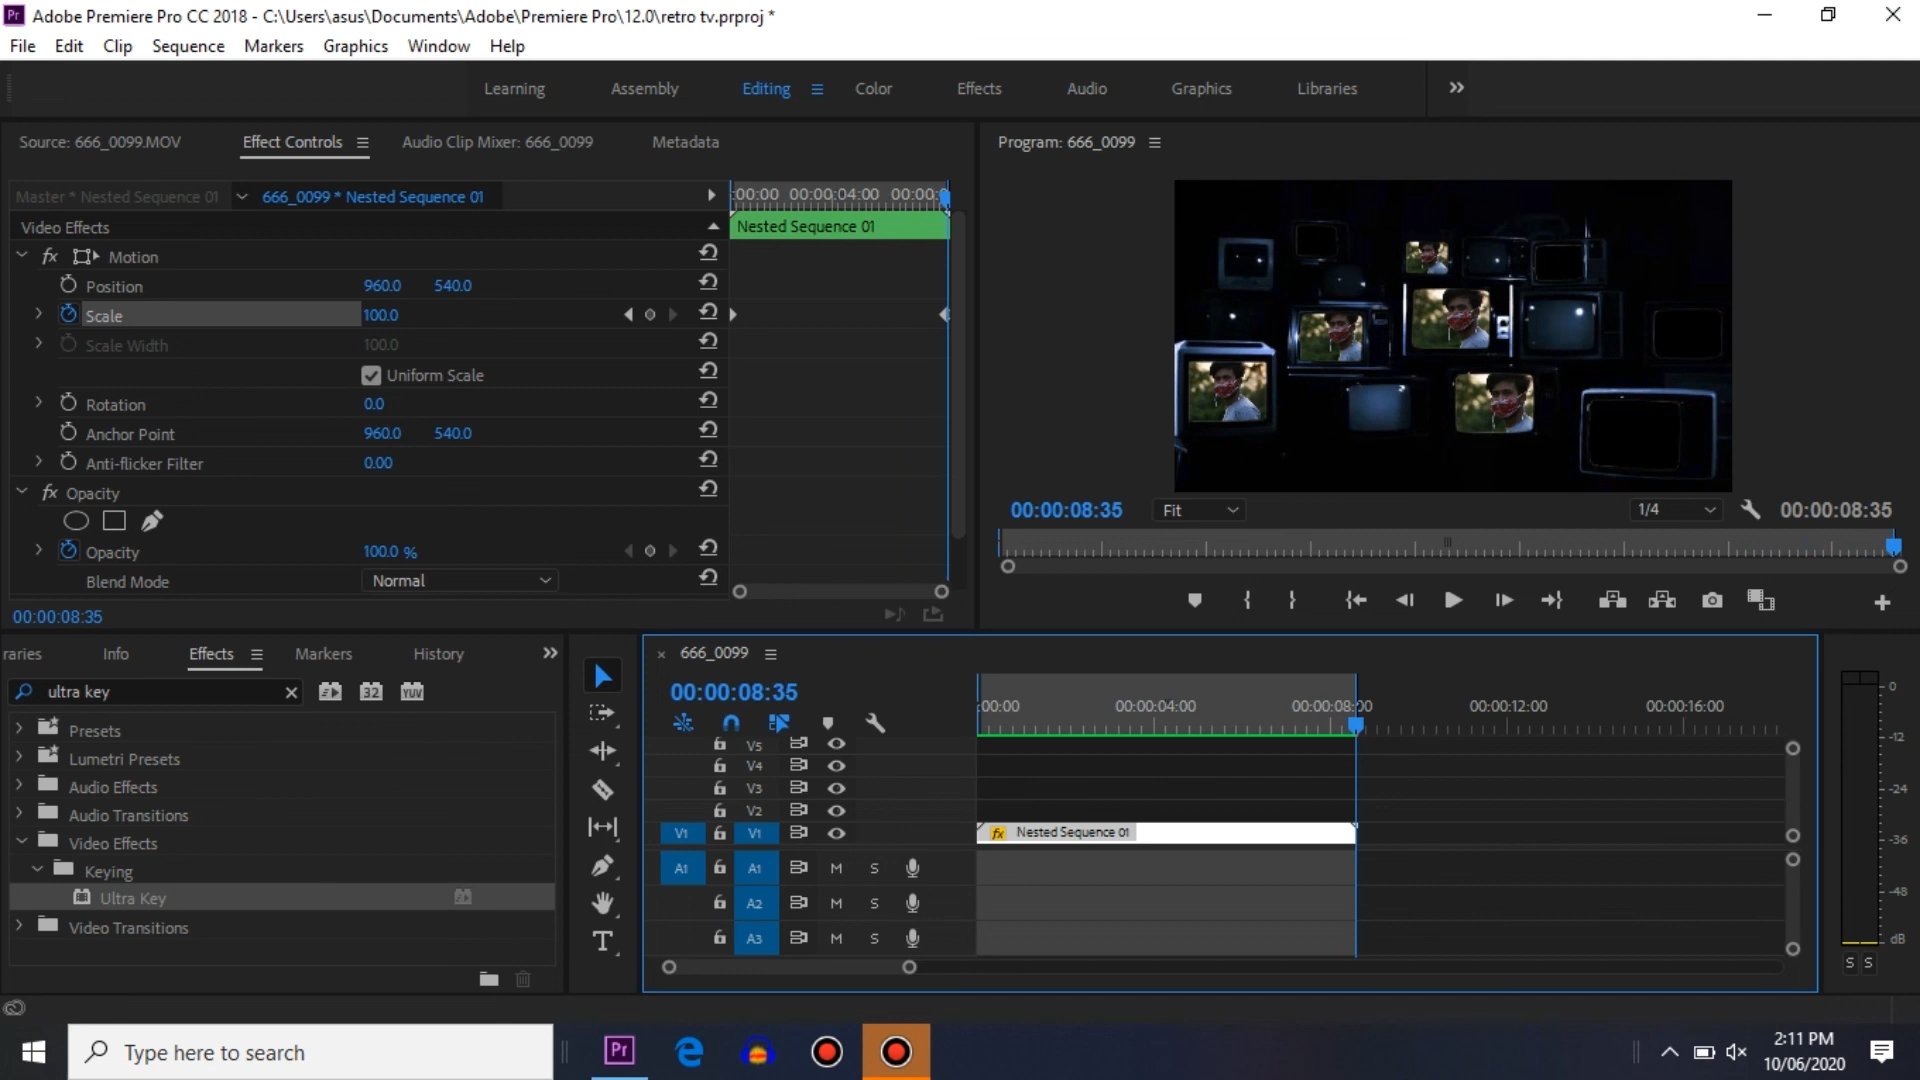 Pr Adobe Premiere Pro CC 2018 - C:\Users\asus\Documents\Adobe\Premiere Pro\12.0\retro tv.prproj *
File Edit Clip Sequence Markers Graphics Window Help
Learning Assembly Editing Color Effects Audio Graphics Libraries
Source: 666_0099.MOV Effect Controls Audio Clip Mixer: 666_0099 Metadata
Program: 666_0099
Master * Nested Sequence 01 666_0099 * Nested Sequence 01
:00:00 00:00:04:00 00:00:
Video Effects
Nested Sequence 01
fx Motion
Position 960.0 540.0
Scale 100.0
Scale Width 100.0
Uniform Scale
Rotation 0.0
Anchor Point 960.0 540.0
Anti-flicker Filter 0.00
fx Opacity
Opacity 100.0 %
Blend Mode Normal
00:00:08:35
00:00:08:35 Fit 1/4 00:00:08:35
raries Info Effects Markers History
ultra key 32 YUV
Presets
Lumetri Presets
Audio Effects
Audio Transitions
Video Effects
Keying
Ultra Key
Video Transitions
× 666_0099
00:00:08:35
:00:00 00:00:04:00 00:00:08:00 00:00:12:00 00:00:16:00
V5
V4
V3
V2
V1 V1 fx Nested Sequence 01
A1 A1 M S
A2 M S
A3 M S
T
0
-12
-24
-36
-48
dB
S S
Type here to search
Pr
2:11 PM
10/06/2020